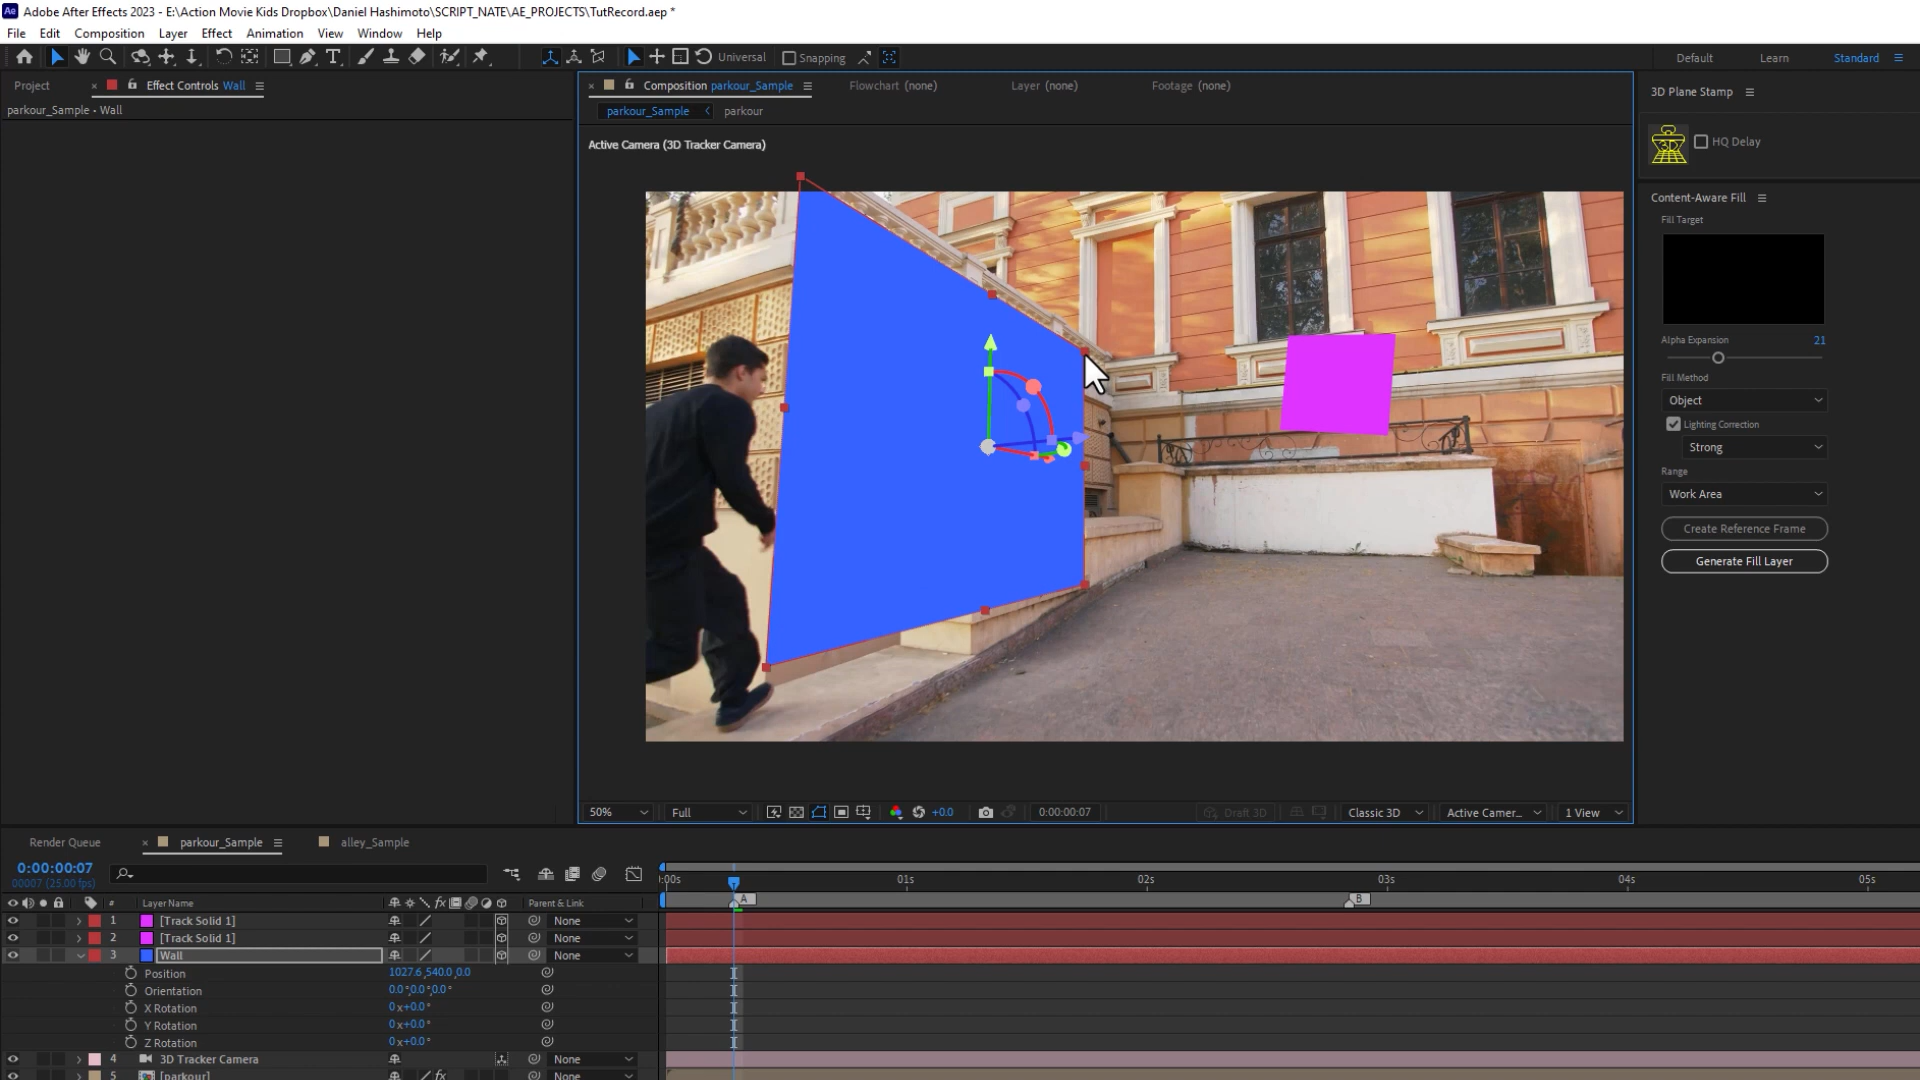 Ae Adobe After Effects 2023 - E:\Action Movie Kids Dropbox\Daniel Hashimoto\SCRIPT_NATE\AE_PROJECTS\TutRecord.aep *
File Edit Composition Layer Effect Animation View Window Help
Universal Snapping Default Learn Standard
Project Effect Controls Wall
Composition parkour_Sample Flowchart (none) Layer (none) Footage (none)
3D Plane Stamp
parkour_Sample • Wall
parkour_Sample parkour
Active Camera (3D Tracker Camera)
3D HQ Delay
Content-Aware Fill
Fill Target
Alpha Expansion 21
Fill Method
Object
Lighting Correction
Strong
Range
Work Area
Create Reference Frame
Generate Fill Layer
50% Full +0.0 0:00:00:07 Draft 3D Classic 3D Active Camer... 1 View
Render Queue parkour_Sample alley_Sample
0:00:00:07
00007 (25.00 fps)
:00s 01s 02s 03s 04s 05s
A B
# Layer Name fx Parent & Link
1 [Track Solid 1] None
2 [Track Solid 1] None
3 Wall None
Position 1027.6,540.0,0.0
Orientation 0.0°,0.0°,0.0°
X Rotation 0x+0.0°
Y Rotation 0x+0.0°
Z Rotation 0x+0.0°
4 3D Tracker Camera None
5 [parkour] fx None